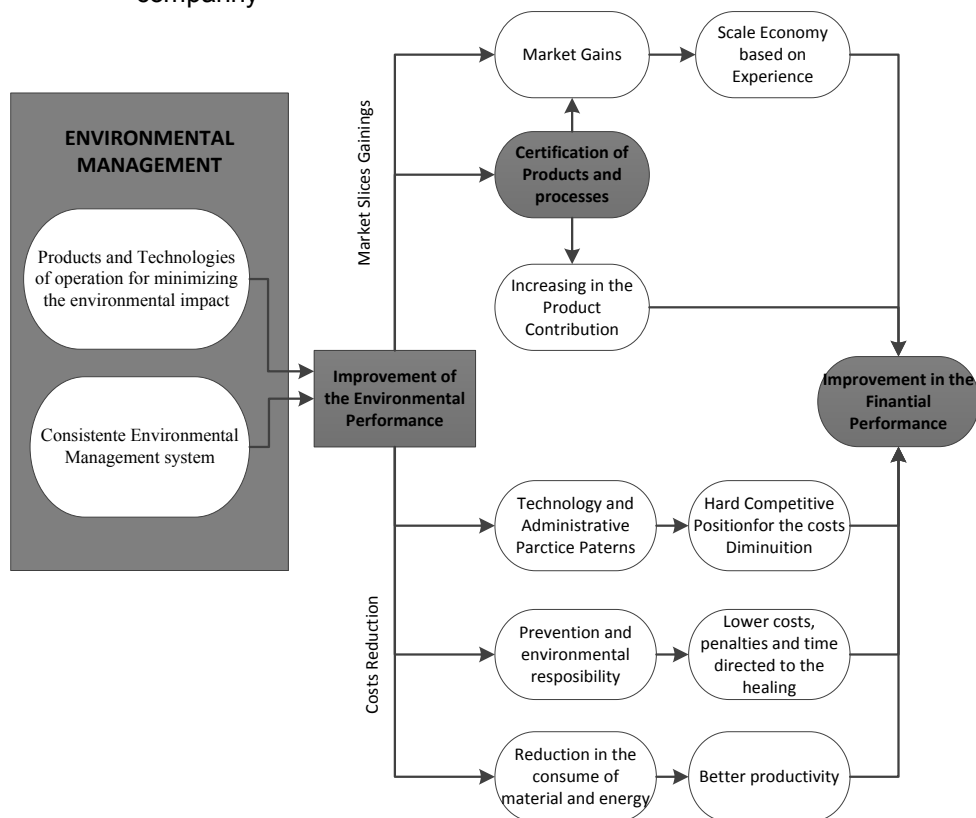 companhy
ENVIRONMENTAL
MANAGEMENT
Products and Technologies
of operation for minimizing
the environmental impact
Consistente Environmental
Management system
Improvement of
the Environmental
Performance
Market Slices Gainings
Costs Reduction
Market Gains
Scale Economy
based on
Experience
Certification of
Products and
processes
Increasing in the
Product
Contribution
Improvement in the
Finantial
Performance
Technology and
Administrative
Parctice Paterns
Hard Competitive
Positionfor the costs
Diminuition
Prevention and
environmental
resposibility
Lower costs,
penalties and time
directed to the
healing
Reduction in the
consume of
material and energy
Better productivity